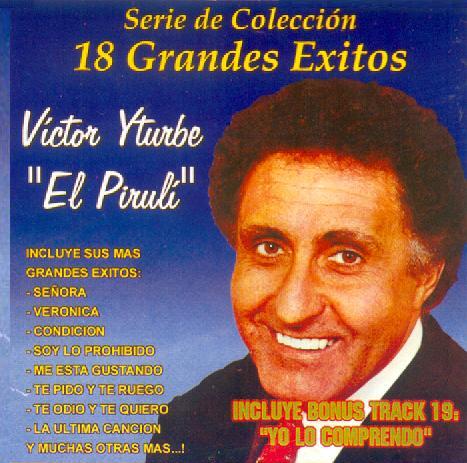 Serie de Colección
18 Grandes Exitos
Víctor Yturbe
"El Pirulí"
INCLUYE SUS MAS
GRANDES EXITOS:
- SEÑORA
- VERONICA
- CONDICION
- SOY LO PROHIBIDO
- ME ESTA GUSTANDO
- TE PIDO Y TE RUEGO
- TE ODIO Y TE QUIERO
- LA ULTIMA CANCION
Y MUCHAS OTRAS MAS...!
INCLUYE BONUS TRACK 19:
"YO LO COMPRENDO"